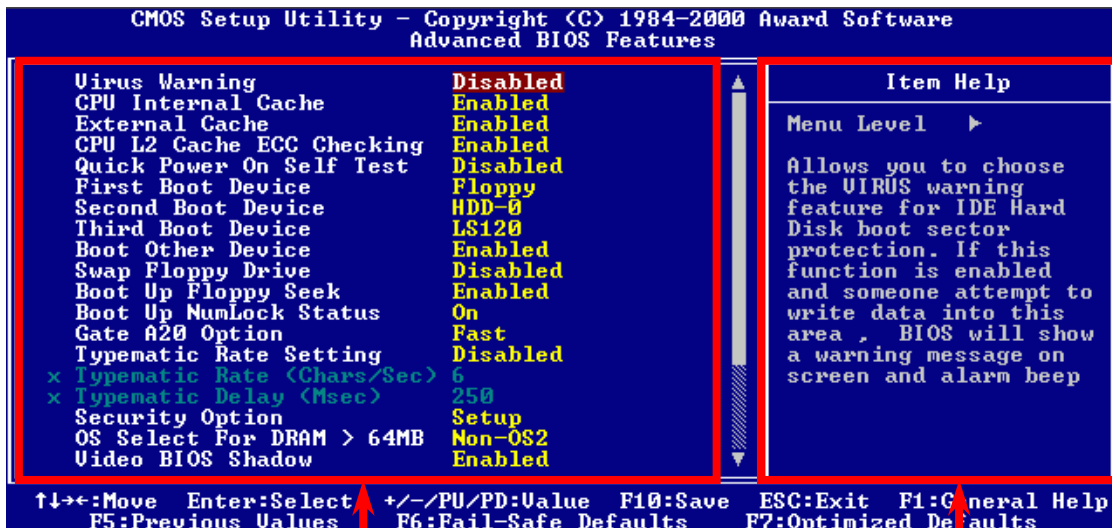 CMOS Setup Utility – Copyright (C) 1984-2000 Award Software
Advanced BIOS Features
Virus Warning Disabled
CPU Internal Cache Enabled
External Cache Enabled
CPU L2 Cache ECC Checking Enabled
Quick Power On Self Test Disabled
First Boot Device Floppy
Second Boot Device HDD-0
Third Boot Device LS120
Boot Other Device Enabled
Swap Floppy Drive Disabled
Boot Up Floppy Seek Enabled
Boot Up NumLock Status On
Gate A20 Option Fast
Typematic Rate Setting Disabled
x Typematic Rate (Chars/Sec) 6
x Typematic Delay (Msec) 250
Security Option Setup
OS Select For DRAM > 64MB Non-OS2
Video BIOS Shadow Enabled
Item Help
Menu Level ►
Allows you to choose
the VIRUS warning
feature for IDE Hard
Disk boot sector
protection. If this
function is enabled
and someone attempt to
write data into this
area , BIOS will show
a warning message on
screen and alarm beep
↑↓→←:Move Enter:Select +/-/PU/PD:Value F10:Save ESC:Exit F1:General Help
F5:Previous Values F6:Fail-Safe Defaults F7:Optimized Defaults